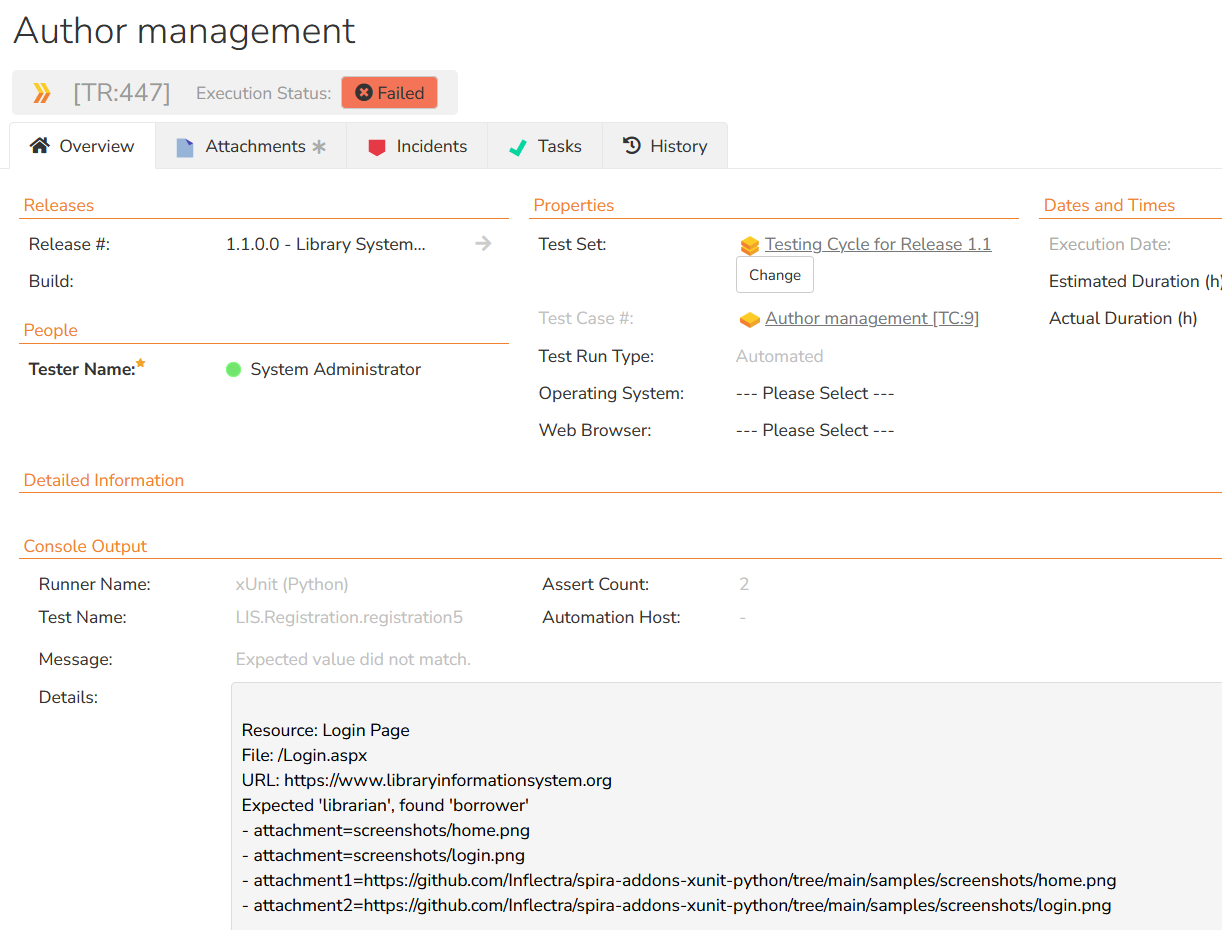 Author management
[TR:447] Execution Status: Failed
Overview Attachments Incidents Tasks History
Releases
Release #: 1.1.0.0 - Library System...
Build:
People
Tester Name: System Administrator
Properties
Test Set: Testing Cycle for Release 1.1
Change
Test Case #: Author management [TC:9]
Test Run Type: Automated
Operating System: --- Please Select ---
Web Browser: --- Please Select ---
Dates and Times
Execution Date:
Estimated Duration (h)
Actual Duration (h)
Detailed Information
Console Output
Runner Name: xUnit (Python) Assert Count: 2
Test Name: LIS.Registration.registration5 Automation Host: -
Message: Expected value did not match.
Details:
Resource: Login Page
File: /Login.aspx
URL: https://www.libraryinformationsystem.org
Expected 'librarian', found 'borrower'
- attachment=screenshots/home.png
- attachment=screenshots/login.png
- attachment1=https://github.com/Inflectra/spira-addons-xunit-python/tree/main/samples/screenshots/home.png
- attachment2=https://github.com/Inflectra/spira-addons-xunit-python/tree/main/samples/screenshots/login.png